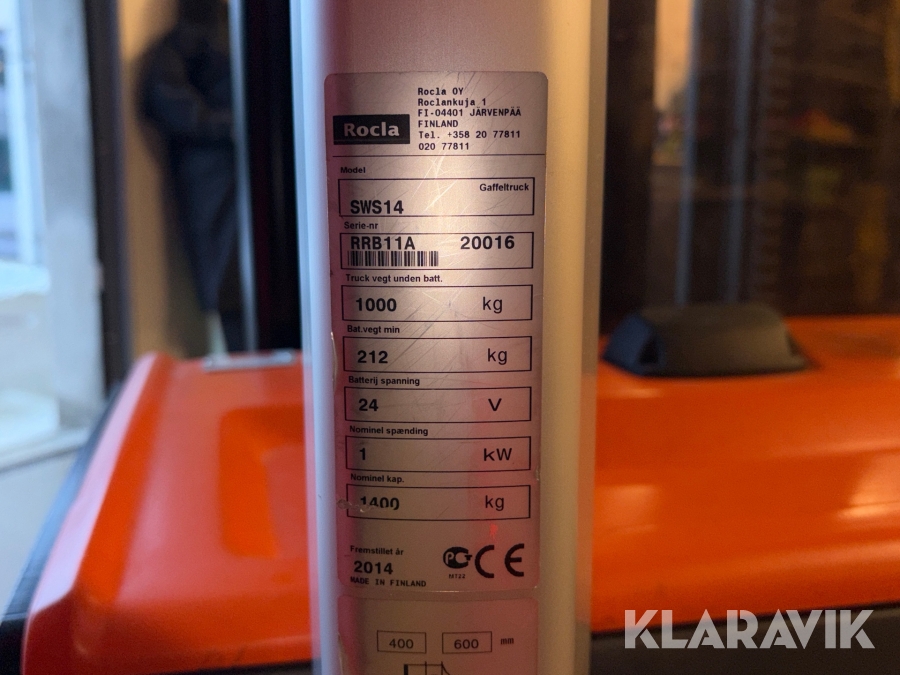 Rocla OY
Roclankuja 1
FI-04401 JÄRVENPÄÄ
FINLAND
Tel. +358 20 77811
020 77811
Rocla
Model
Gaffeltruck
SWS14
Serie-nr
RRB11A 20016
Truck vegt unden batt.
1000 kg
Bat.vegt min
212 kg
Batterij spanning
24 V
Nominel spænding
1 kW
Nominel kap.
1400 kg
Fremstillet år
2014
MADE IN FINLAND
CE
400 600 mm
KLARAVIK